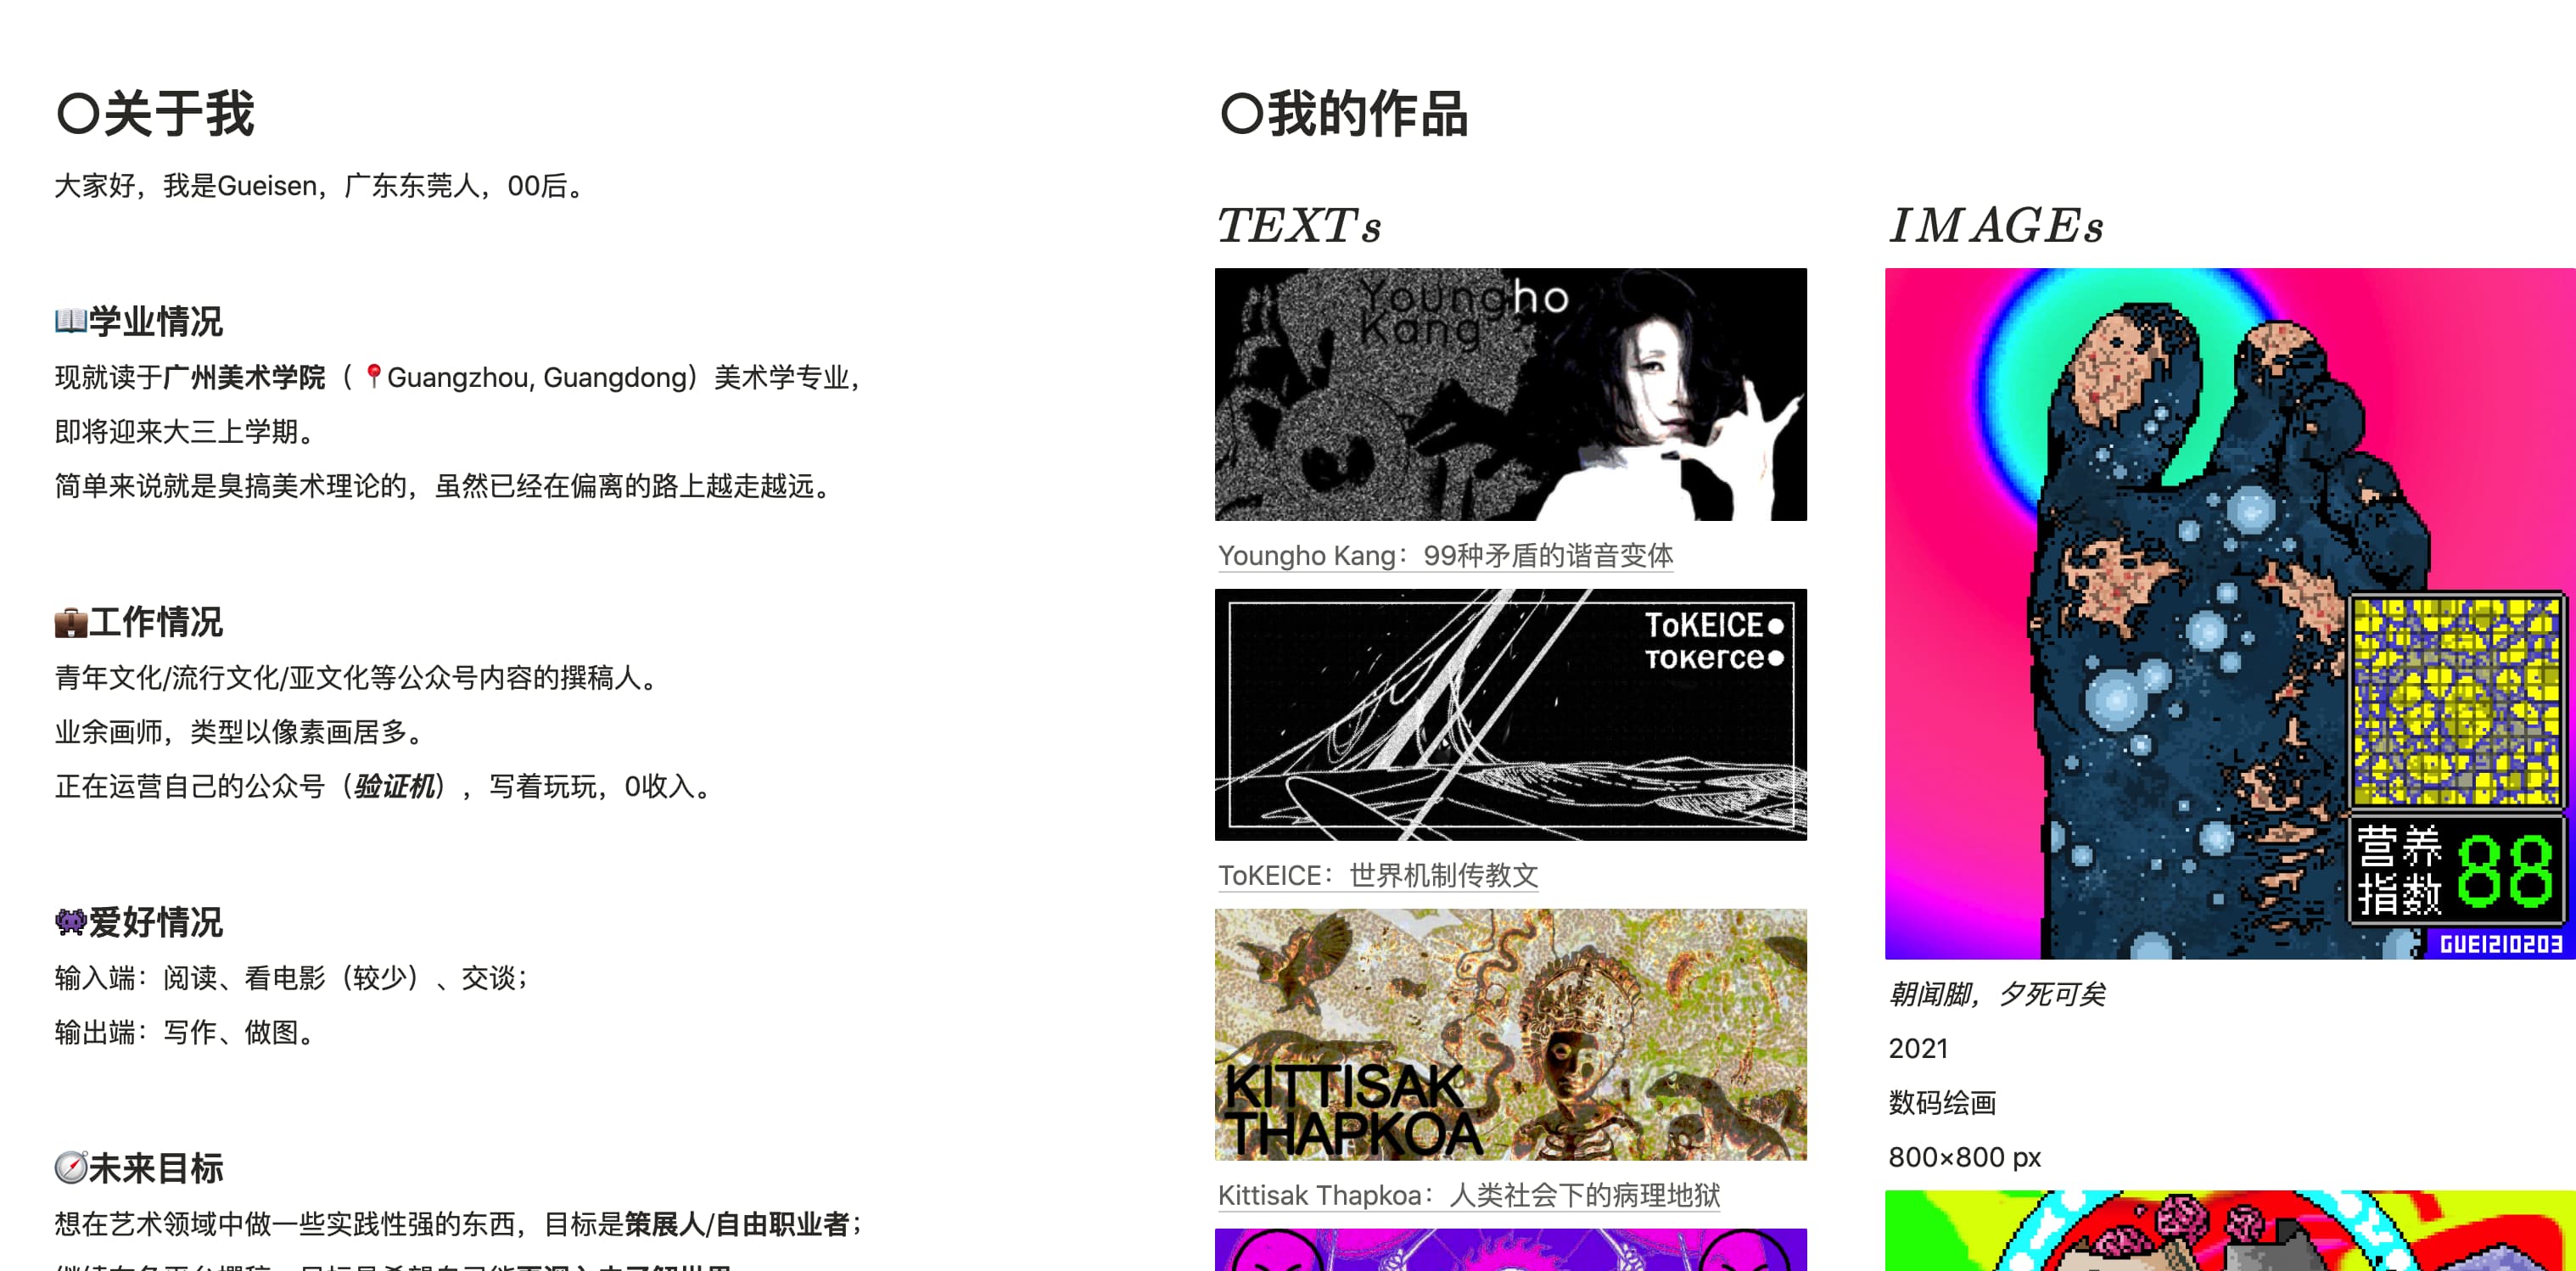 ○关于我
大家好，我是Gueisen，广东东莞人，00后。
📖学业情况
现就读于广州美术学院（📍Guangzhou, Guangdong）美术学专业，
即将迎来大三上学期。
简单来说就是臭搞美术理论的，虽然已经在偏离的路上越走越远。
💼工作情况
青年文化/流行文化/亚文化等公众号内容的撰稿人。
业余画师，类型以像素画居多。
正在运营自己的公众号（验证机），写着玩玩，0收入。
👾爱好情况
输入端：阅读、看电影（较少）、交谈；
输出端：写作、做图。
🧭未来目标
想在艺术领域中做一些实践性强的东西，目标是策展人/自由职业者；
○我的作品
TEXTs
Youngho
Kang
Youngho Kang：99种矛盾的谐音变体
ToKEICE●
ToKEICE：世界机制传教文
KITTISAK
THAPKOA
Kittisak Thapkoa：人类社会下的病理地狱
IMAGEs
营养
指数
88
GUEI210203
朝闻脚，夕死可矣
2021
数码绘画
800×800 px